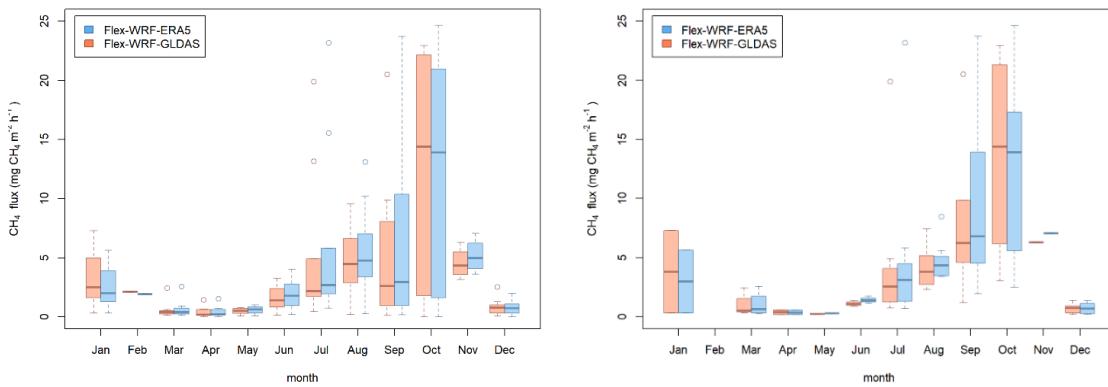 Flex-WRF-ERA5
Flex-WRF-GLDAS
CH4 flux (mg CH4 m-2 h-1)
25
20
15
10
5
0
Jan Feb Mar Apr May Jun Jul Aug Sep Oct Nov Dec
month
Flex-WRF-ERA5
Flex-WRF-GLDAS
CH4 flux (mg CH4 m-2 h-1)
25
20
15
10
5
0
Jan Feb Mar Apr May Jun Jul Aug Sep Oct Nov Dec
month